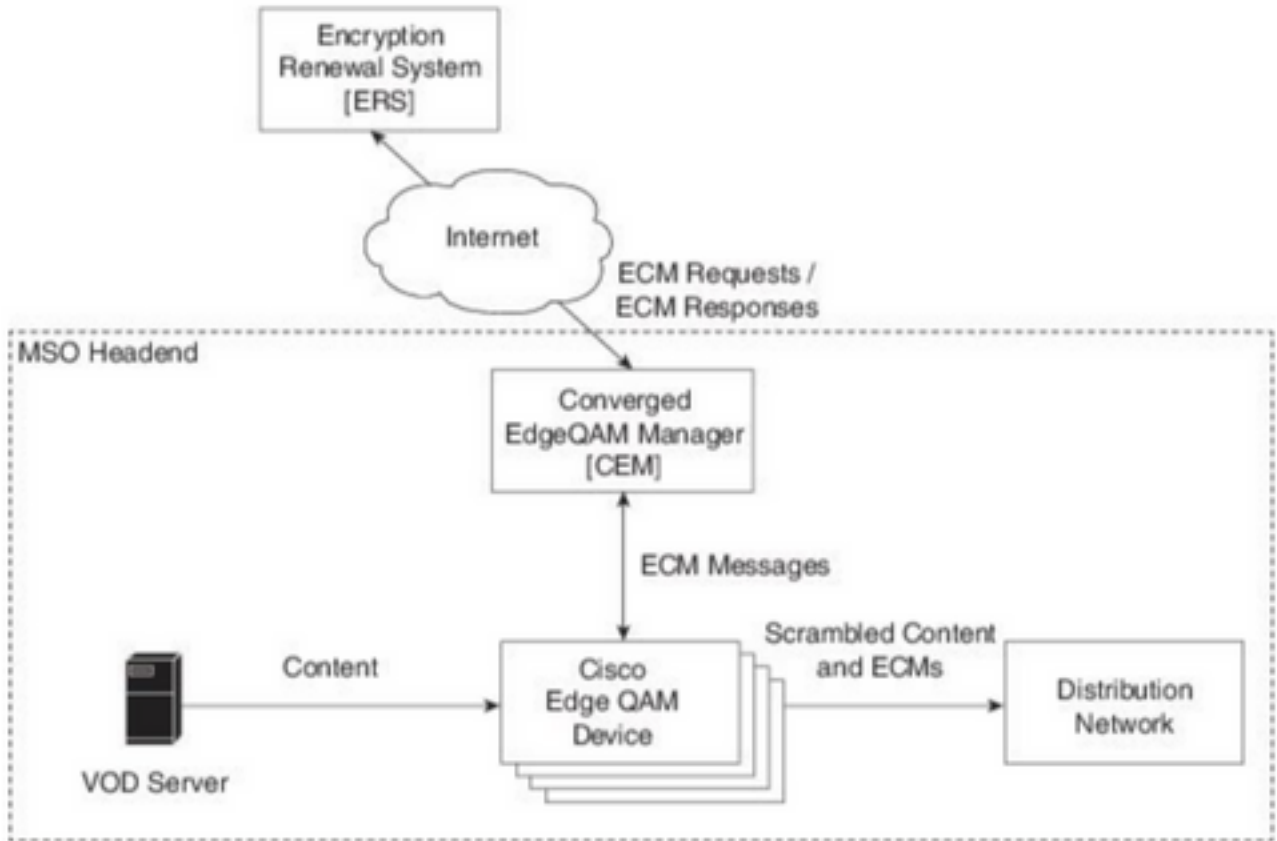 Encryption
Renewal System
[ERS]
Internet
ECM Requests /
ECM Responses
MSO Headend
Converged
EdgeQAM Manager
[CEM]
ECM Messages
Content
Cisco
Edge QAM
Device
Scrambled Content
and ECMs
Distribution
Network
VOD Server